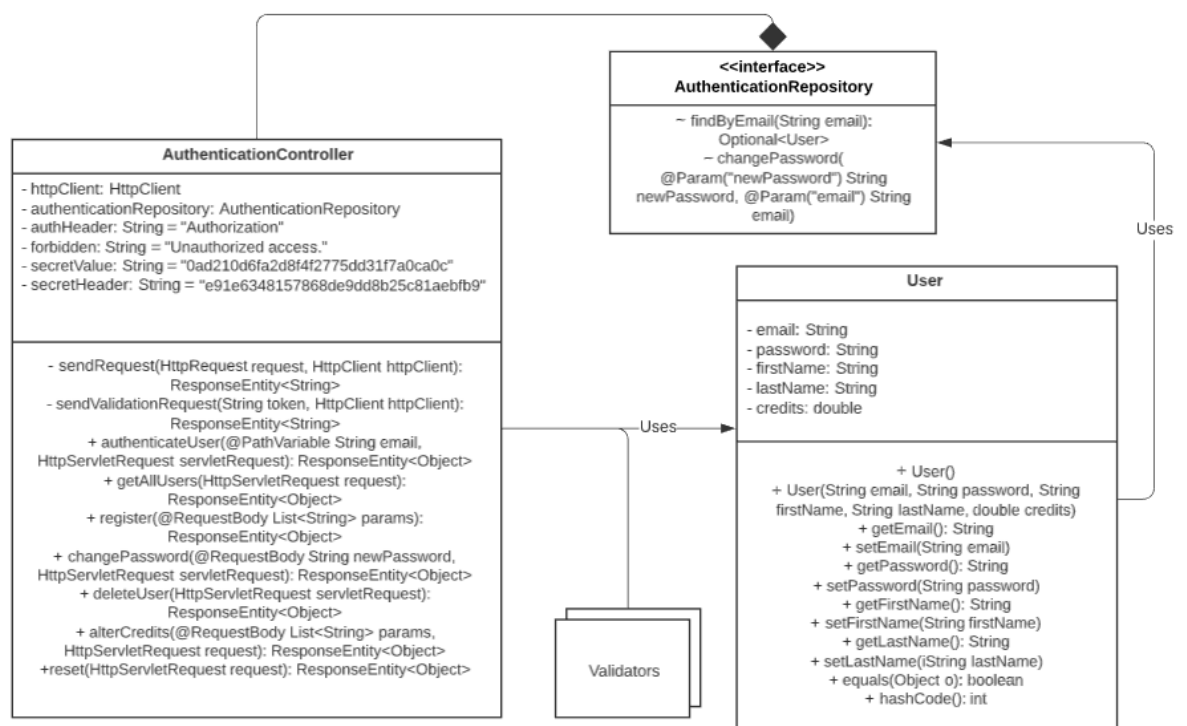 <<interface>>
AuthenticationRepository
~ findByEmail(String email):
Optional<User>
~ changePassword(
@Param("newPassword") String
newPassword, @Param("email") String
email)
AuthenticationController
- httpClient: HttpClient
- authenticationRepository: AuthenticationRepository
- authHeader: String = "Authorization"
- forbidden: String = "Unauthorized access."
- secretValue: String = "0ad210d6fa2d8f4f2775dd31f7a0ca0c"
- secretHeader: String = "e91e6348157868de9dd8b25c81aebfb9"
- sendRequest(HttpRequest request, HttpClient httpClient):
ResponseEntity<String>
- sendValidationRequest(String token, HttpClient httpClient):
ResponseEntity<String>
+ authenticateUser(@PathVariable String email,
HttpServletRequest servletRequest): ResponseEntity<Object>
+ getAllUsers(HttpServletRequest request):
ResponseEntity<Object>
+ register(@RequestBody List<String> params):
ResponseEntity<Object>
+ changePassword(@RequestBody String newPassword,
HttpServletRequest servletRequest): ResponseEntity<Object>
+ deleteUser(HttpServletRequest servletRequest):
ResponseEntity<Object>
+ alterCredits(@RequestBody List<String> params,
HttpServletRequest request): ResponseEntity<Object>
+reset(HttpServletRequest request): ResponseEntity<Object>
Uses
Uses
User
- email: String
- password: String
- firstName: String
- lastName: String
- credits: double
+ User()
+ User(String email, String password, String
firstName, String lastName, double credits)
+ getEmail(): String
+ setEmail(String email)
+ getPassword(): String
+ setPassword(String password)
+ getFirstName(): String
+ setFirstName(String firstName)
+ getLastName(): String
+ setLastName(iString lastName)
+ equals(Object o): boolean
+ hashCode(): int
Validators